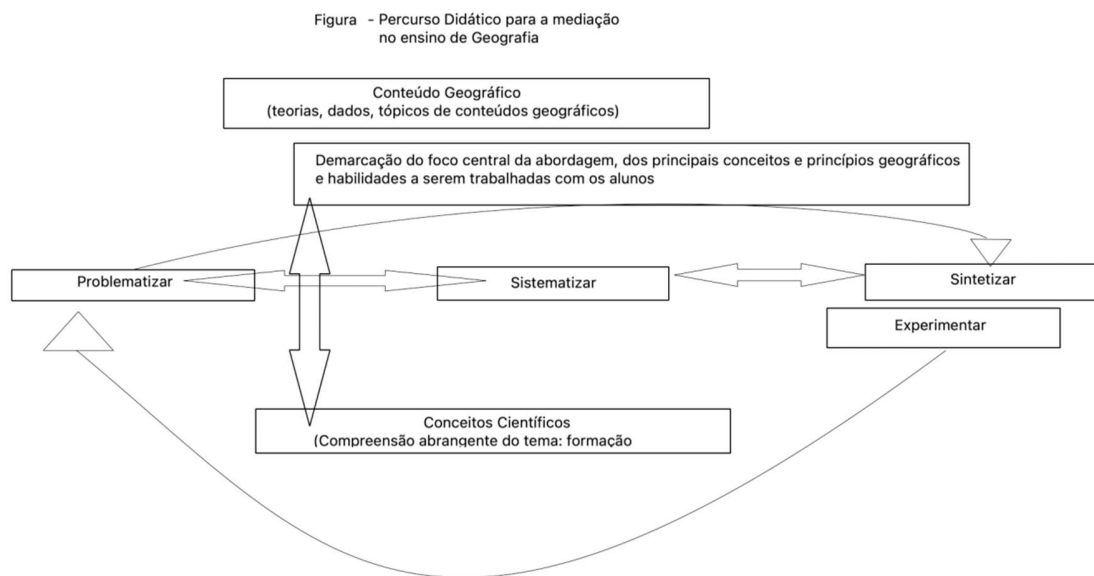 Figura - Percurso Didático para a mediação
no ensino de Geografia
Conteúdo Geográfico
(teorias, dados, tópicos de conteúdos geográficos)
Demarcação do foco central da abordagem, dos principais conceitos e princípios geográficos
e habilidades a serem trabalhadas com os alunos
Problematizar
Sistematizar
Sintetizar
Experimentar
Conceitos Científicos
(Compreensão abrangente do tema: formação